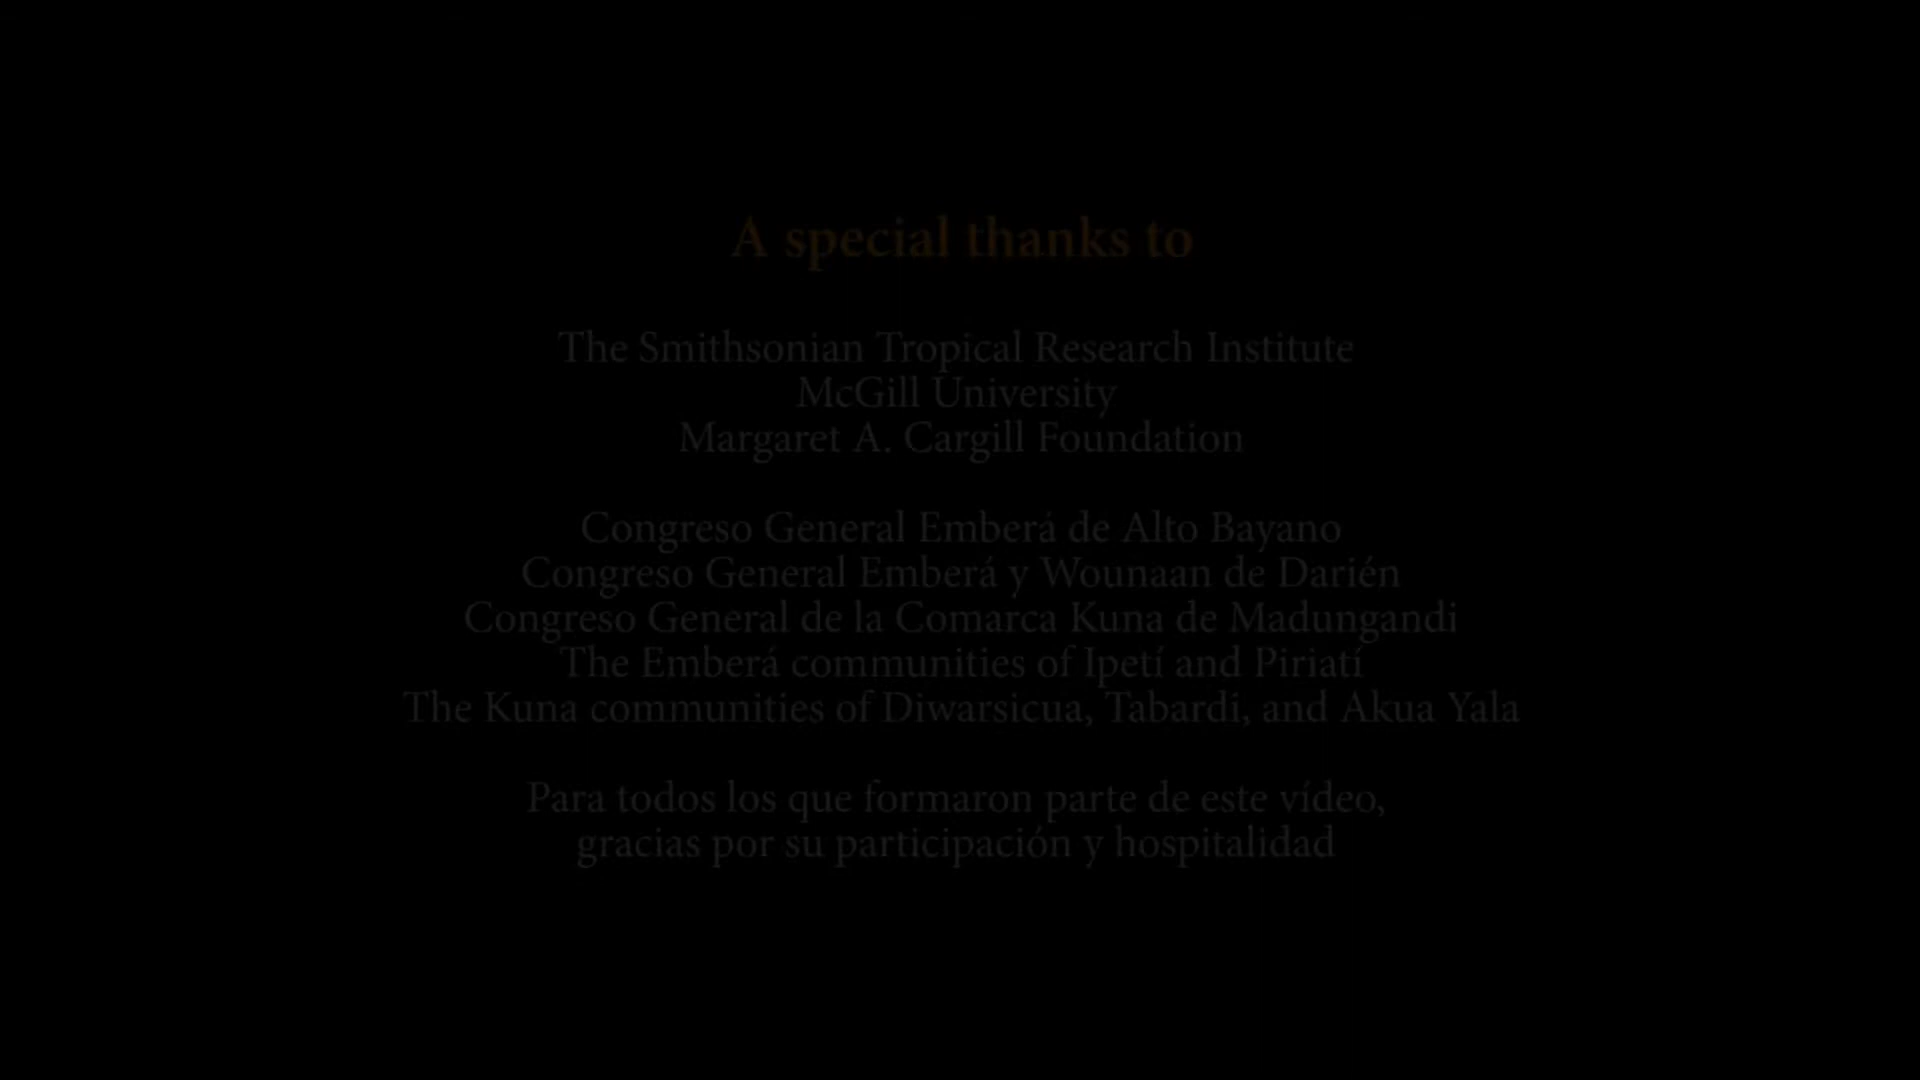 A special thanks to
The Smithsonian Tropical Research Institute
McGill University
Margaret A. Cargill Foundation
Congreso General Emberá de Alto Bayano
Congreso General Emberá y Wounaan de Darién
Congreso General de la Comarca Kuna de Madungandi
The Emberá communities of Ipetí and Piriatí
The Kuna communities of Diwarsicua, Tabardi, and Akua Yala
Para todos los que formaron parte de este vídeo,
gracias por su participación y hospitalidad